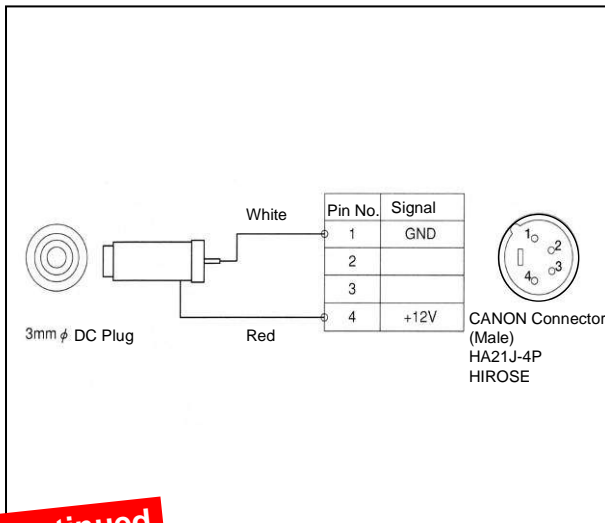 White
Pin No. Signal
1 GND
2
3
4 +12V
Red
3mm ϕ DC Plug
1
2
3
4
CANON Connector
(Male)
HA21J-4P
HIROSE